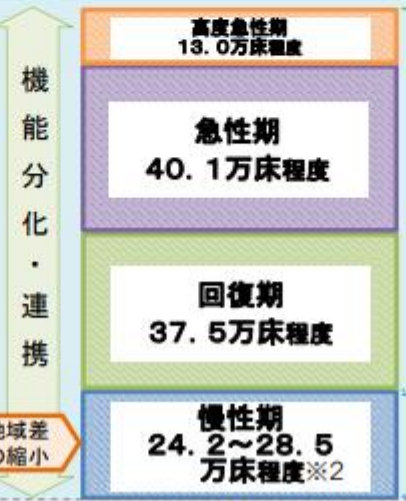 高度急性期
13.0万床程度
機能分化・連携
急性期
40.1万床程度
回復期
37.5万床程度
慢性期
24.2～28.5
万床程度※2
域差
の縮小